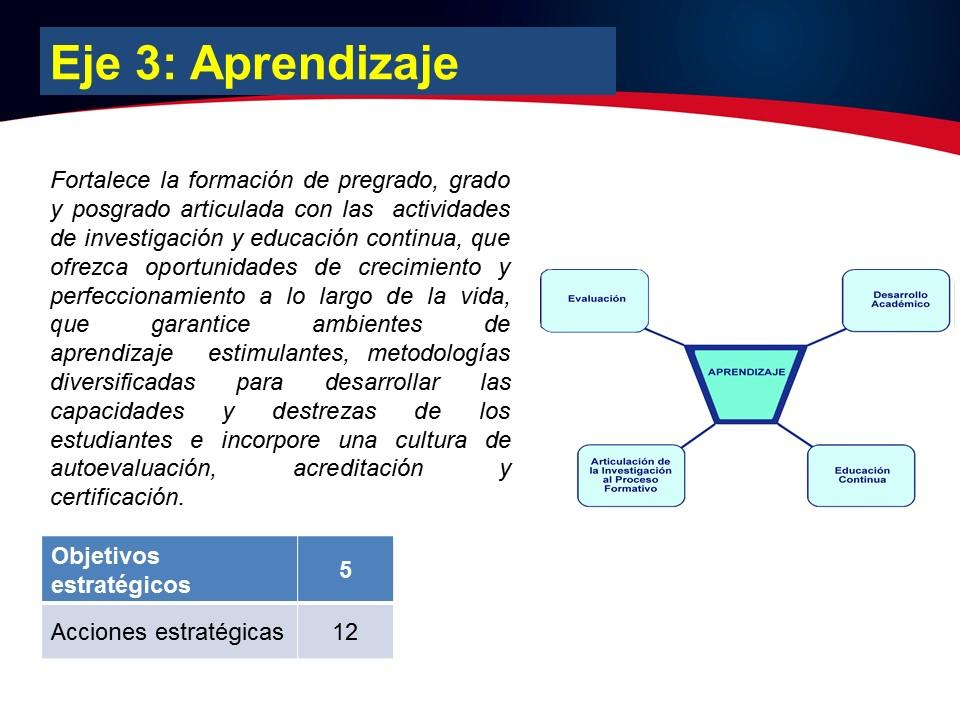 Eje 3: Aprendizaje
Fortalece la formación de pregrado, grado
y posgrado articulada con las actividades
de investigación y educación continua, que
ofrezca oportunidades de crecimiento y
perfeccionamiento a lo largo de la vida,
que garantice ambientes de
aprendizaje estimulantes, metodologías
diversificadas para desarrollar las
capacidades y destrezas de los
estudiantes e incorpore una cultura de
autoevaluación, acreditación y
certificación.
Evaluación
Desarrollo
Académico
APRENDIZAJE
Articulación de
la Investigación
al Proceso
Formativo
Educación
Continua
Objetivos
estratégicos
5
Acciones estratégicas 12